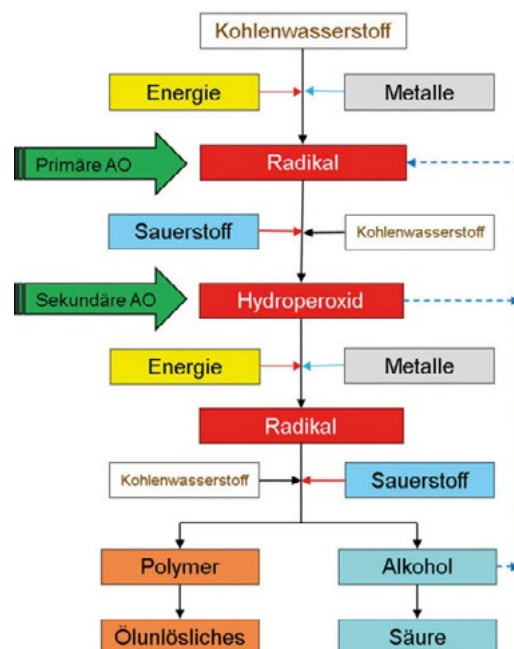 Kohlenwasserstoff
Energie
Metalle
Primäre AO
Radikal
Sauerstoff
Kohlenwasserstoff
Sekundäre AO
Hydroperoxid
Energie
Metalle
Radikal
Kohlenwasserstoff
Sauerstoff
Polymer
Alkohol
Ölunlösliches
Säure